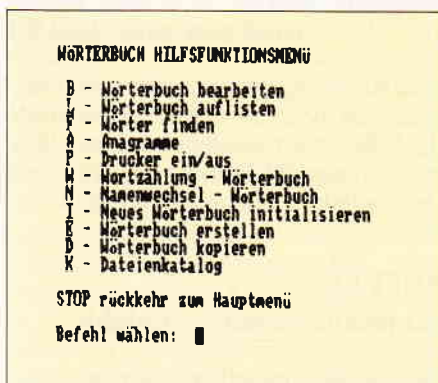 WöRTERBUCH HILFSFUNKTIONSMENü
B - Wörterbuch bearbeiten
L - Wörterbuch auflisten
F - Wörter finden
A - Anagramme
P - Drucker ein/aus
W - Wortzählung - Wörterbuch
N - Namenwechsel - Wörterbuch
I - Neues Wörterbuch initialisieren
E - Wörterbuch erstellen
D - Wörterbuch kopieren
K - Dateienkatalog
STOP rückkehr zum Hauptmenü
Befehl wählen: